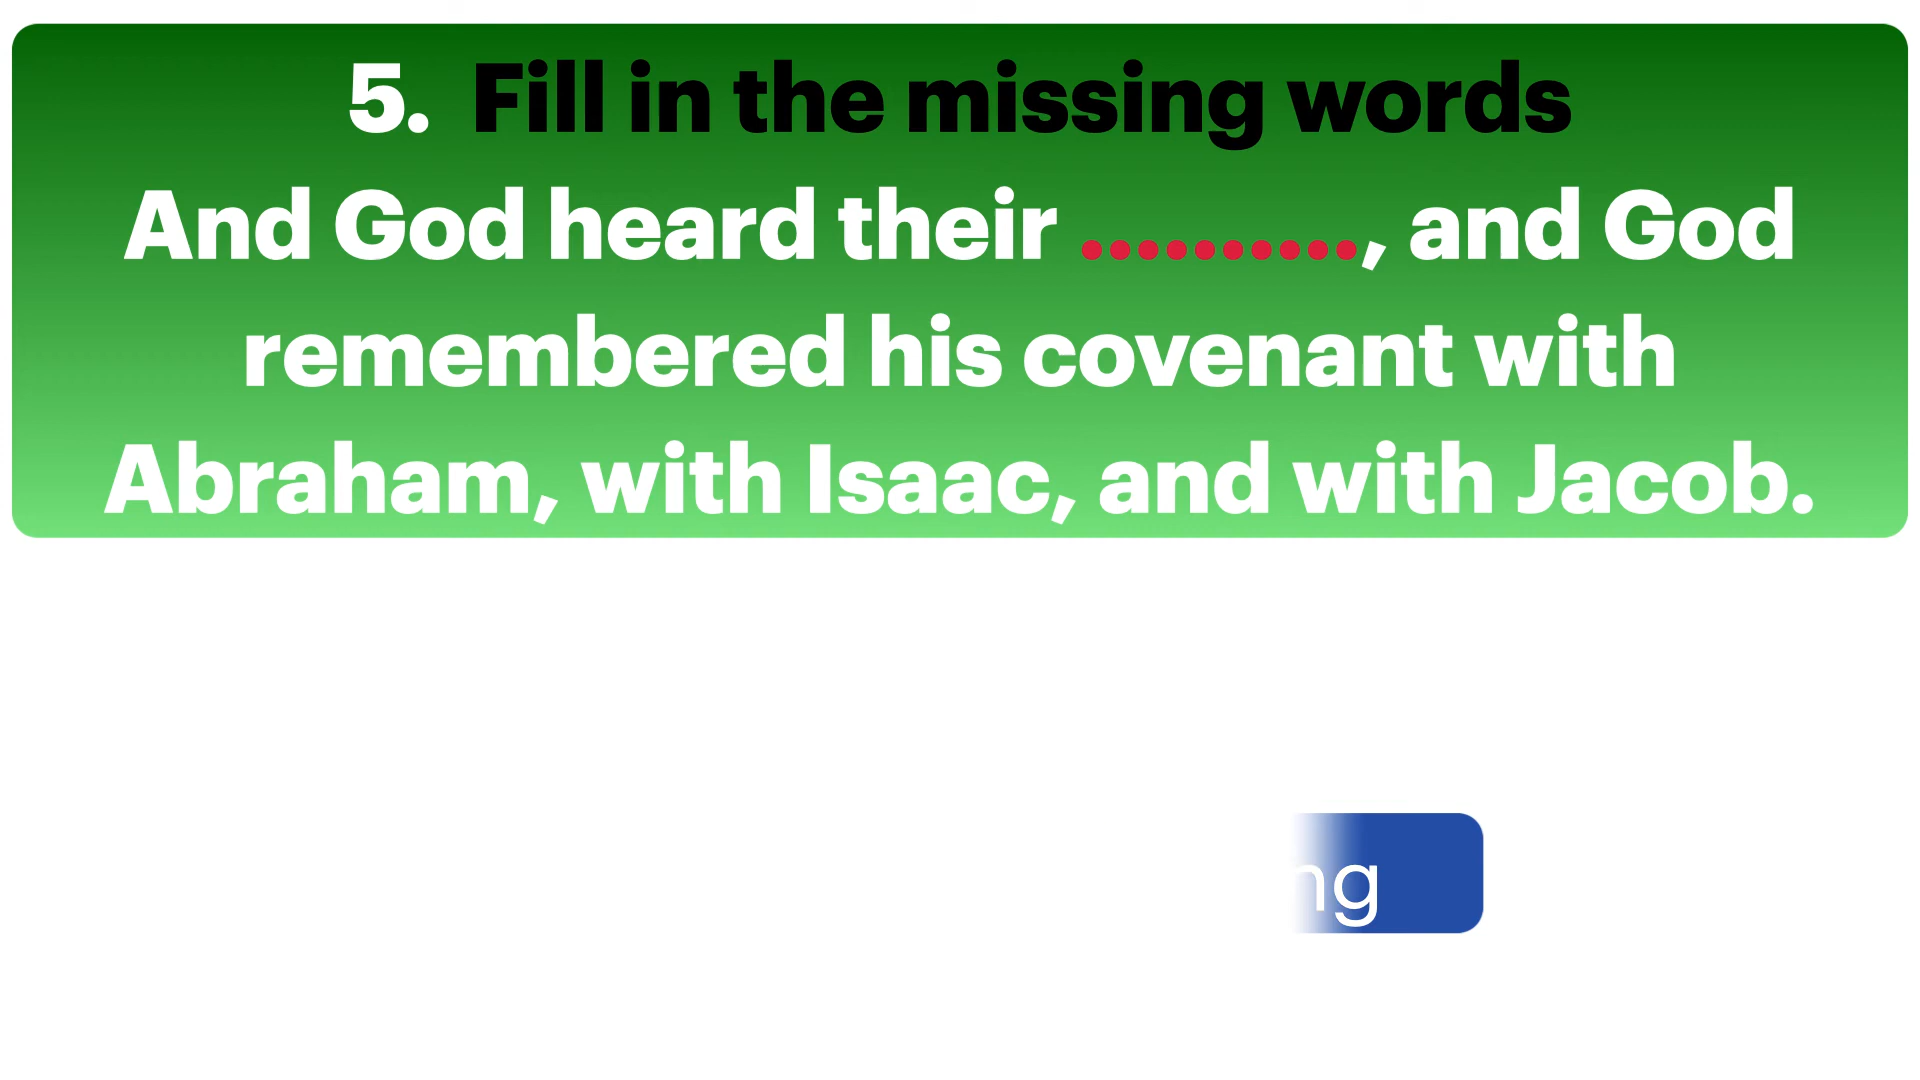 5. Fill in the missing words
And God heard their .........., and God
remembered his covenant with
Abraham, with Isaac, and with Jacob.